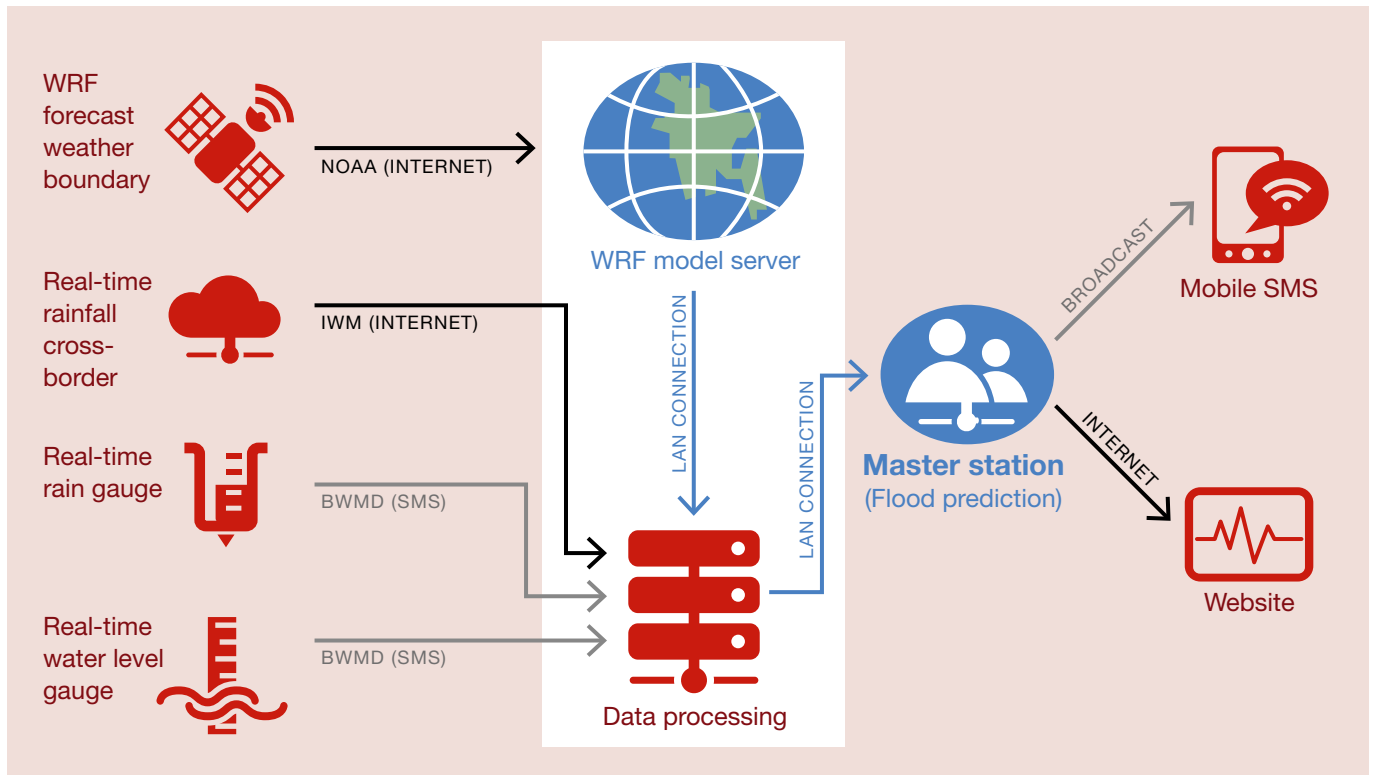 WRF
forecast
weather
boundary
NOAA (INTERNET)
WRF model server
Real-time
rainfall
cross-
border
IWM (INTERNET)
LAN CONNECTION
Real-time
rain gauge
BWMD (SMS)
Real-time
water level
gauge
BWMD (SMS)
Data processing
LAN CONNECTION
Master station
(Flood prediction)
BROADCAST
Mobile SMS
INTERNET
Website